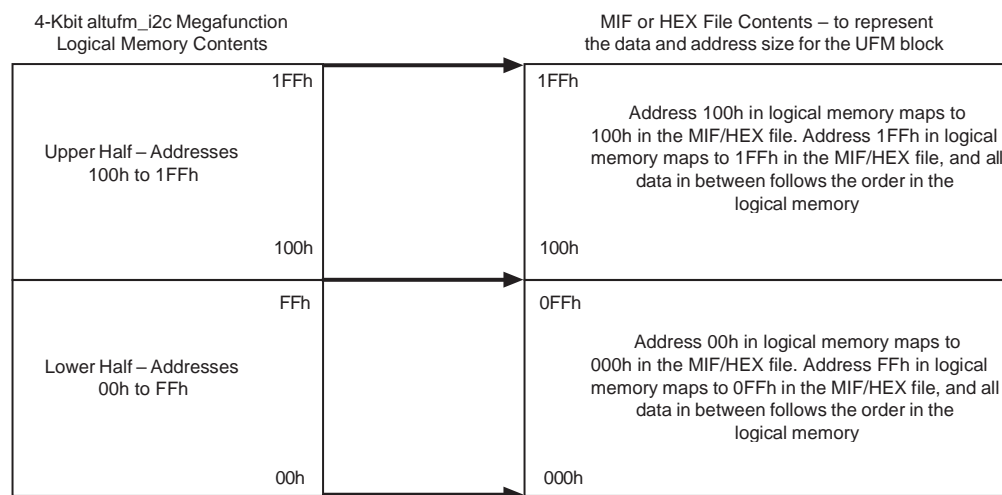 4-Kbit altufm_i2c Megafunction
Logical Memory Contents
MIF or HEX File Contents – to represent
the data and address size for the UFM block
1FFh
Upper Half – Addresses
100h to 1FFh
100h
1FFh
Address 100h in logical memory maps to
100h in the MIF/HEX file. Address 1FFh in logical
memory maps to 1FFh in the MIF/HEX file, and all
data in between follows the order in the
logical memory
100h
FFh
Lower Half – Addresses
00h to FFh
00h
0FFh
Address 00h in logical memory maps to
000h in the MIF/HEX file. Address FFh in logical
memory maps to 0FFh in the MIF/HEX file, and all
data in between follows the order in the
logical memory
000h